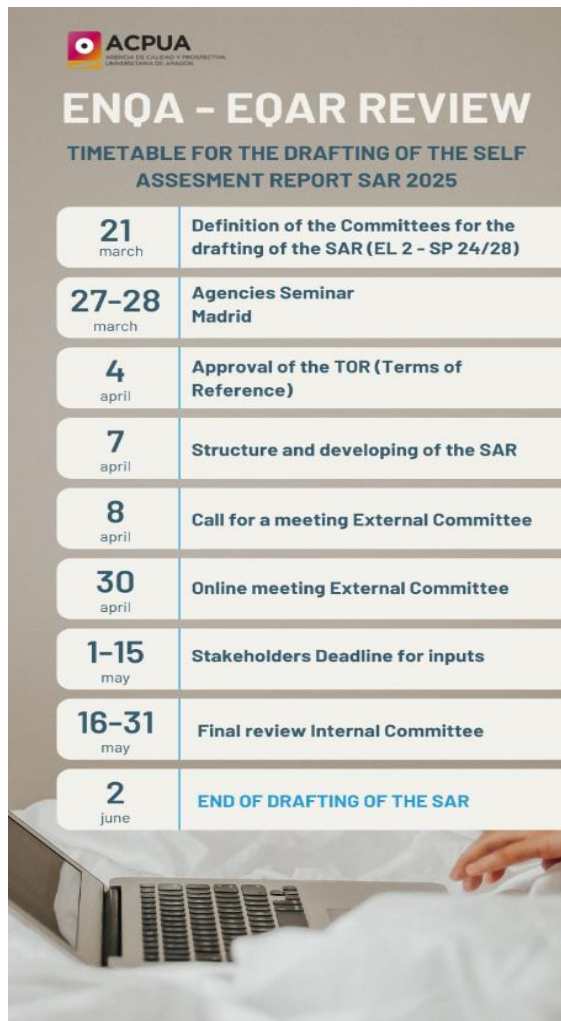 ACPUA
AGENCIA DE CALIDAD Y PROSPECTIVA
UNIVERSITARIA DE ARAGÓN
ENQA - EQAR REVIEW
TIMETABLE FOR THE DRAFTING OF THE SELF
ASSESMENT REPORT SAR 2025
21
march
Definition of the Committees for the
drafting of the SAR (EL 2 - SP 24/28)
27-28
march
Agencies Seminar
Madrid
4
april
Approval of the TOR (Terms of
Reference)
7
april
Structure and developing of the SAR
8
april
Call for a meeting External Committee
30
april
Online meeting External Committee
1-15
may
Stakeholders Deadline for inputs
16-31
may
Final review Internal Committee
2
june
END OF DRAFTING OF THE SAR